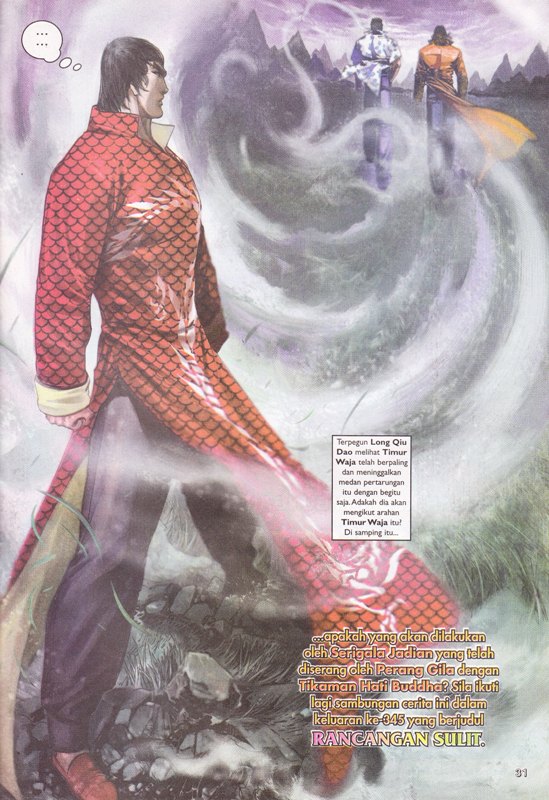 ...
...
Terpegun Long Qiu
Dao melihat Timur
Waja telah berpaling
dan meninggalkan
medan pertarungan
itu dengan begitu
saja. Adakah dia akan
mengikut arahan
Timur Waja itu?
Di samping itu...
...apakah yang akan dilakukan
oleh Serigala Jadian yang telah
diserang oleh Perang Gila dengan
Tikaman Hati Buddha? Sila ikuti
lagi sambungan cerita ini dalam
keluaran ke-345 yang berjudul
RANCANGAN SULIT.
31